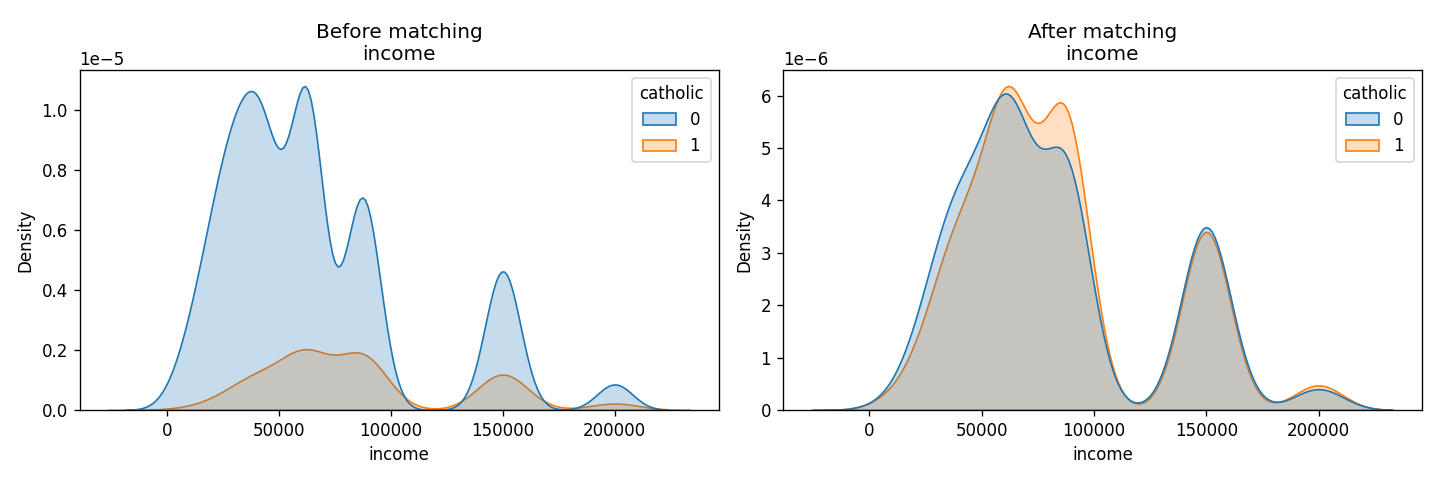 Before matching
income
1e−5
catholic
0
1
1.0
0.8
0.6
0.4
0.2
0.0
Density
0
50000
100000
150000
200000
income
After matching
income
1e−6
catholic
0
1
6
5
4
3
2
1
0
Density
0
50000
100000
150000
200000
income